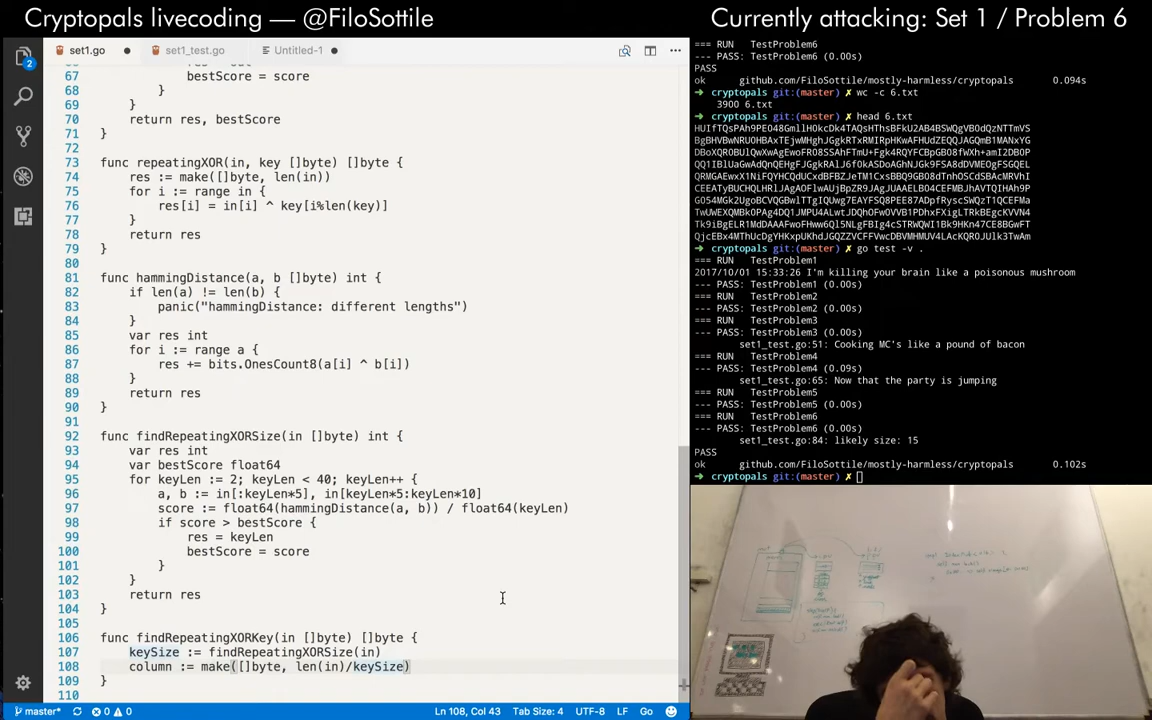 Cryptopals livecoding — @FiloSottile
Currently attacking: Set 1 / Problem 6
set1.go
set1_test.go
Untitled-1
67 bestScore = score
68 }
69 }
70 return res, bestScore
71 }
72
73 func repeatingXOR(in, key []byte) []byte {
74 res := make([]byte, len(in))
75 for i := range in {
76 res[i] = in[i] ^ key[i%len(key)]
77 }
78 return res
79 }
80
81 func hammingDistance(a, b []byte) int {
82 if len(a) != len(b) {
83 panic("hammingDistance: different lengths")
84 }
85 var res int
86 for i := range a {
87 res += bits.OnesCount8(a[i] ^ b[i])
88 }
89 return res
90 }
91
92 func findRepeatingXORSize(in []byte) int {
93 var res int
94 var bestScore float64
95 for keyLen := 2; keyLen < 40; keyLen++ {
96 a, b := in[:keyLen*5], in[keyLen*5:keyLen*10]
97 score := float64(hammingDistance(a, b)) / float64(keyLen)
98 if score > bestScore {
99 res = keyLen
100 bestScore = score
101 }
102 }
103 return res
104 }
105
106 func findRepeatingXORKey(in []byte) []byte {
107 keySize := findRepeatingXORSize(in)
108 column := make([]byte, len(in)/keySize)
109 }
110
2
master*
0 0
Ln 108, Col 43
Tab Size: 4
UTF-8
LF
Go
=== RUN TestProblem6
--- PASS: TestProblem6 (0.00s)
PASS
ok github.com/FiloSottile/mostly-harmless/cryptopals 0.094s
➜ cryptopals git:(master) ✗ wc -c 6.txt
3900 6.txt
➜ cryptopals git:(master) ✗ head 6.txt
➜ cryptopals git:(master) ✗ go test -v .
=== RUN TestProblem1
2017/10/01 15:33:26 I'm killing your brain like a poisonous mushroom
--- PASS: TestProblem1 (0.00s)
=== RUN TestProblem2
--- PASS: TestProblem2 (0.00s)
=== RUN TestProblem3
--- PASS: TestProblem3 (0.00s)
set1_test.go:51: Cooking MC's like a pound of bacon
=== RUN TestProblem4
--- PASS: TestProblem4 (0.09s)
set1_test.go:65: Now that the party is jumping
=== RUN TestProblem5
--- PASS: TestProblem5 (0.00s)
=== RUN TestProblem6
--- PASS: TestProblem6 (0.00s)
set1_test.go:84: likely size: 15
PASS
ok github.com/FiloSottile/mostly-harmless/cryptopals 0.102s
➜ cryptopals git:(master) ✗